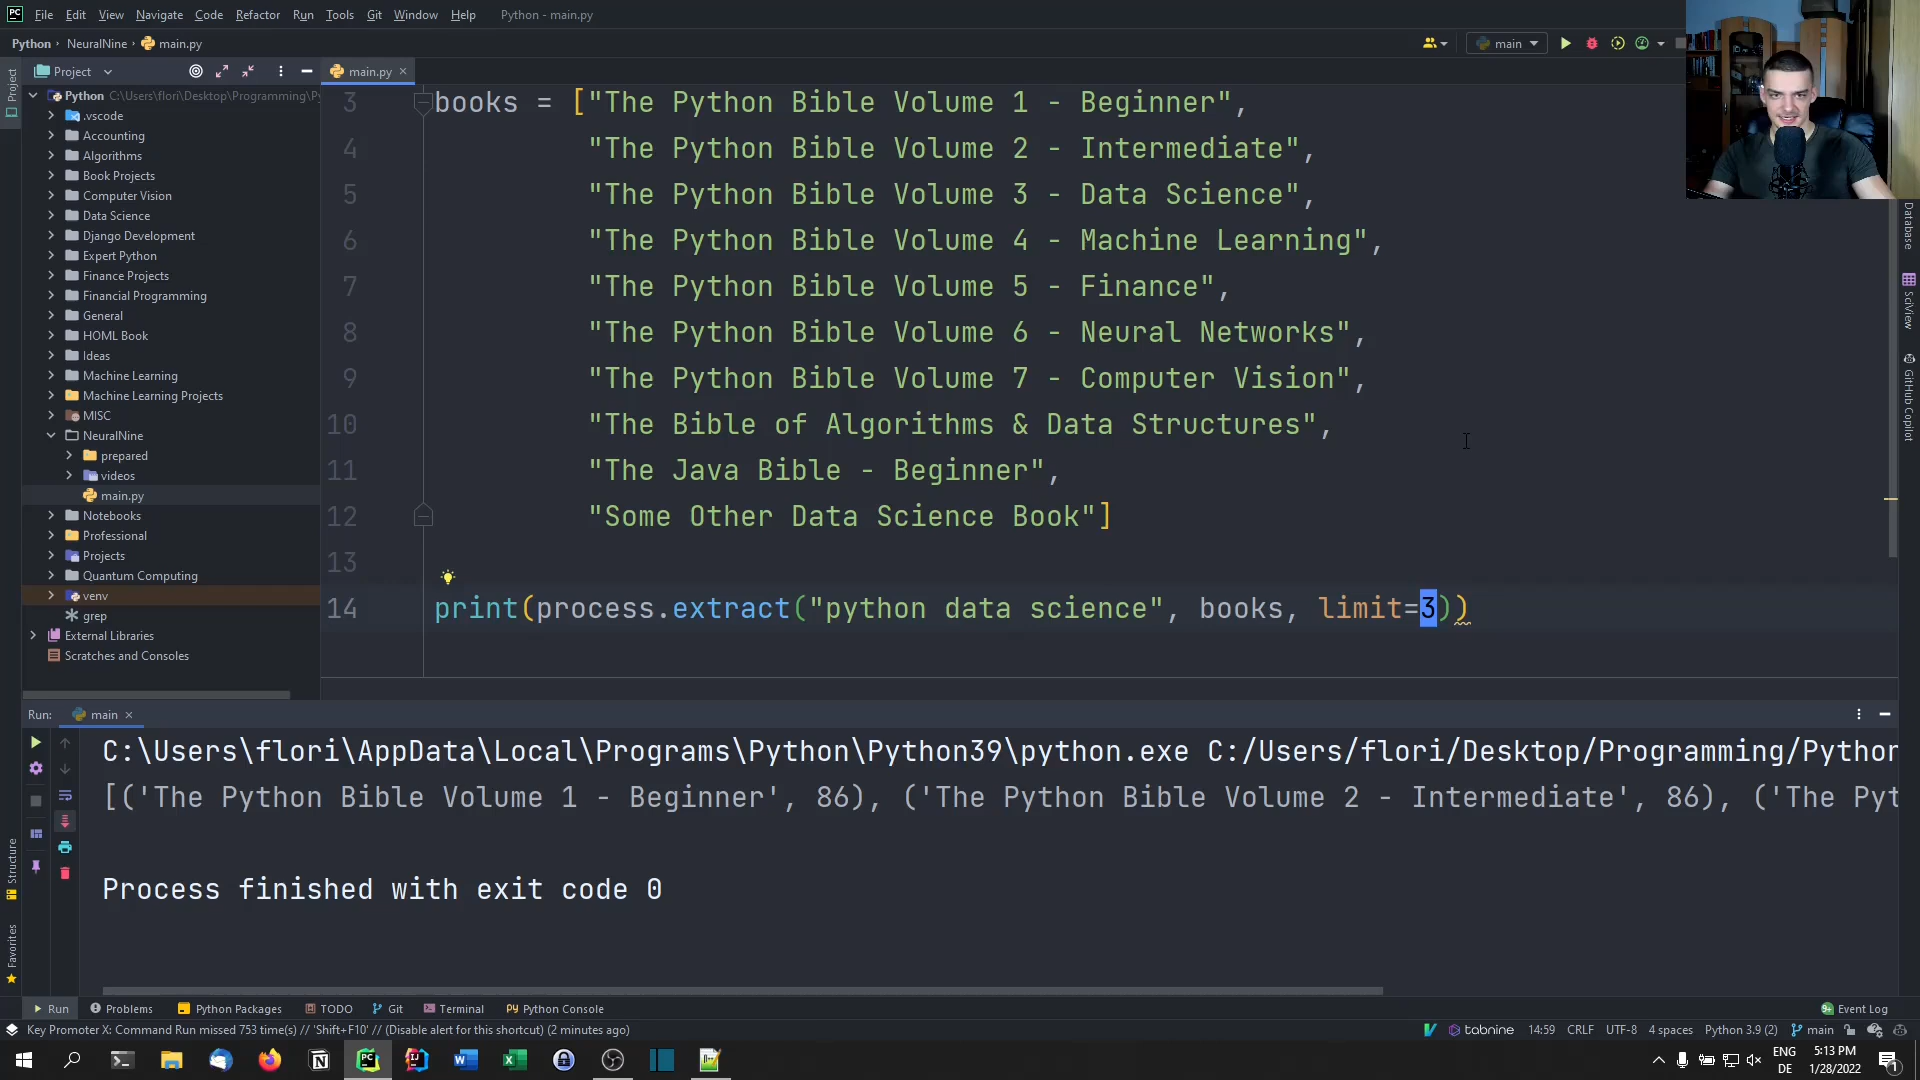 PC File Edit View Navigate Code Refactor Run Tools Git Window Help Python - main.py
Python NeuralNine main.py
main
Project
main.py
Project
Python C:\Users\flori\Desktop\Programming\Py
.vscode
Accounting
Algorithms
Book Projects
Computer Vision
Data Science
Django Development
Expert Python
Finance Projects
Financial Programming
General
HOML Book
Ideas
Machine Learning
Machine Learning Projects
MISC
NeuralNine
prepared
videos
main.py
Notebooks
Professional
Projects
Quantum Computing
venv
grep
External Libraries
Scratches and Consoles
3 books = ["The Python Bible Volume 1 - Beginner",
4 "The Python Bible Volume 2 - Intermediate",
5 "The Python Bible Volume 3 - Data Science",
6 "The Python Bible Volume 4 - Machine Learning",
7 "The Python Bible Volume 5 - Finance",
8 "The Python Bible Volume 6 - Neural Networks",
9 "The Python Bible Volume 7 - Computer Vision",
10 "The Bible of Algorithms & Data Structures",
11 "The Java Bible - Beginner",
12 "Some Other Data Science Book"]
13
14 print(process.extract("python data science", books, limit=3))
Database
SciView
GitHub Copilot
Run: main
C:\Users\flori\AppData\Local\Programs\Python\Python39\python.exe C:/Users/flori/Desktop/Programming/Python
[('The Python Bible Volume 1 - Beginner', 86), ('The Python Bible Volume 2 - Intermediate', 86), ('The Pyt
Process finished with exit code 0
Structure
Favorites
Run Problems Python Packages TODO Git Terminal Python Console Event Log
Key Promoter X: Command Run missed 753 time(s) // 'Shift+F10' // (Disable alert for this shortcut) (2 minutes ago)
tabnine 14:59 CRLF UTF-8 4 spaces Python 3.9 (2) main
ENG 5:13 PM
DE 1/28/2022
1